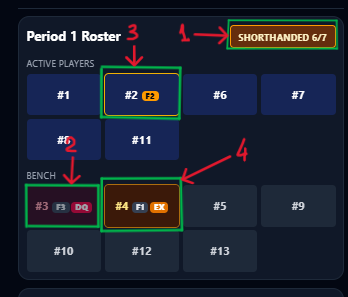 Period 1 Roster 3 1 SHORTHANDED 6/7
ACTIVE PLAYERS
#1 #2 F2 #6 #7
#8 #11
2 4
BENCH
#3 F3 DQ #4 F1 EX #5 #9
#10 #12 #13